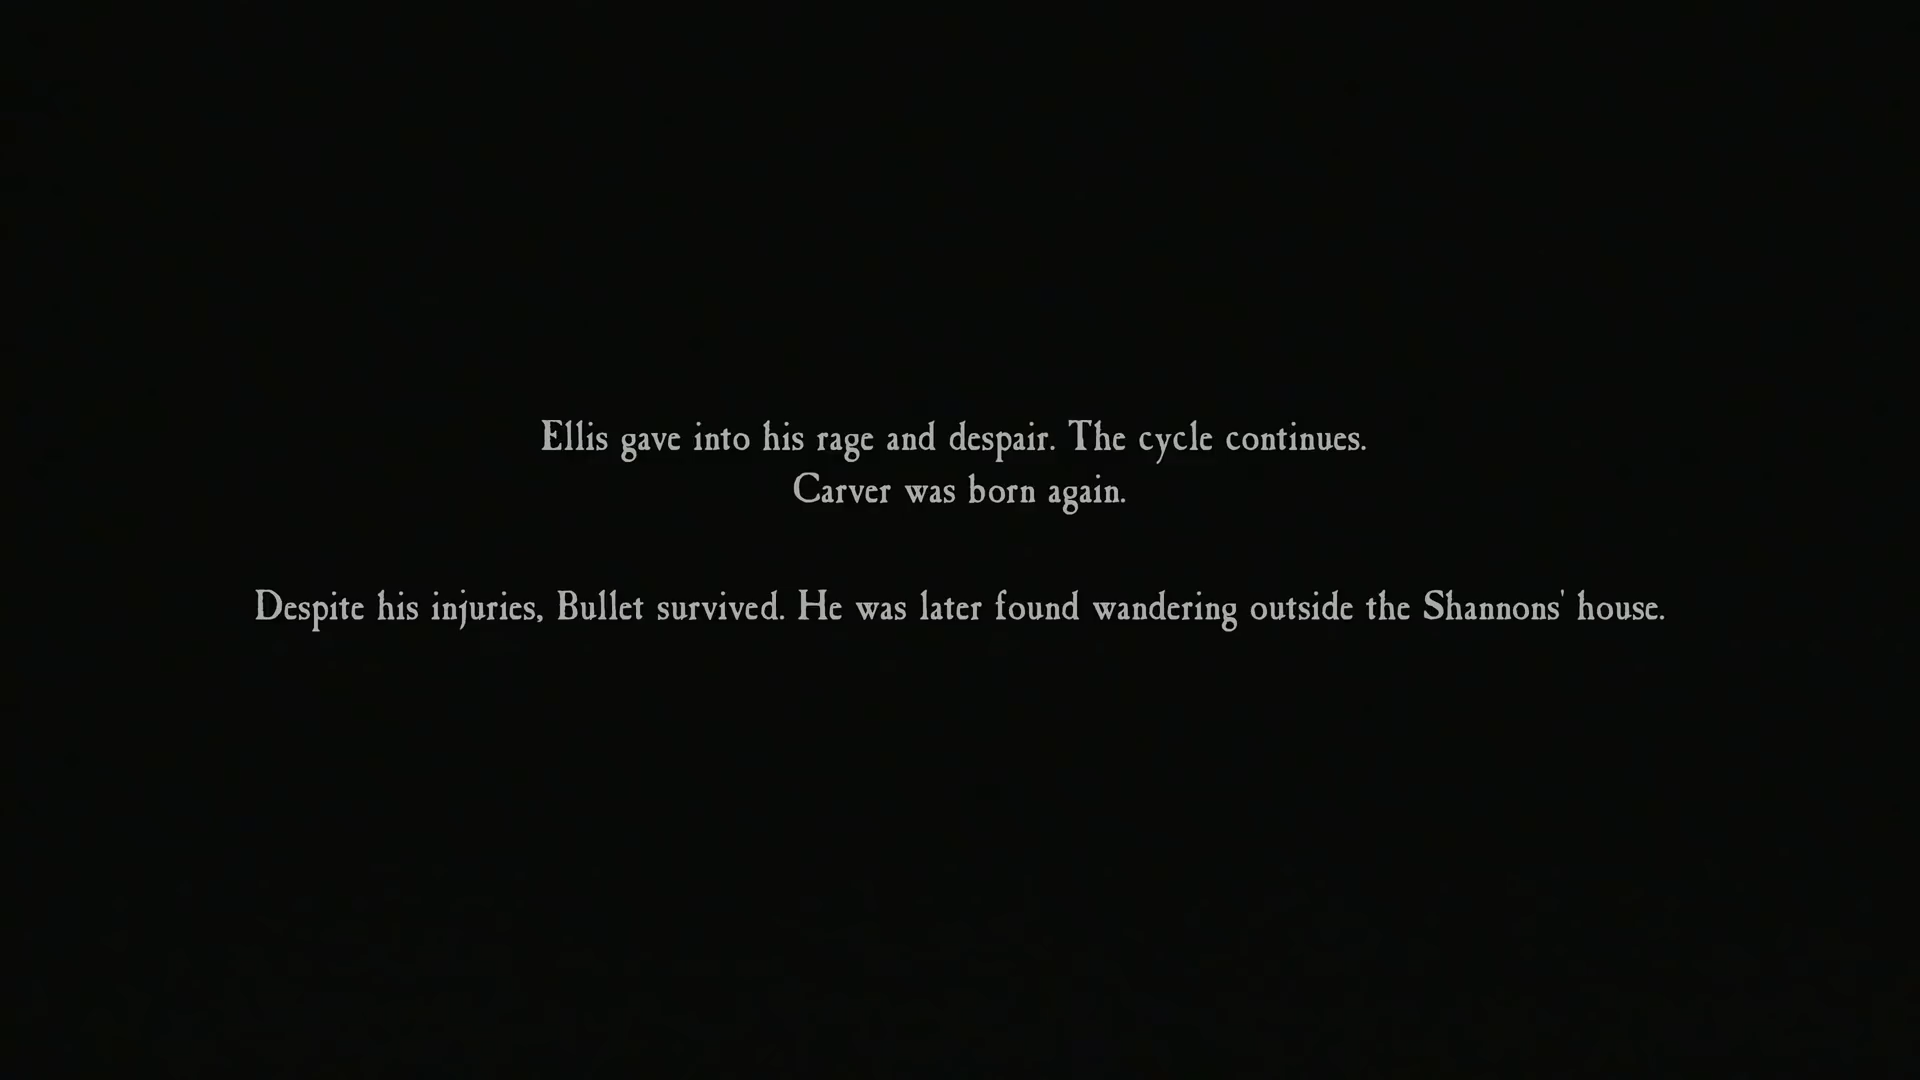 Ellis gave into his rage and despair. The cycle continues.
Carver was born again.
Despite his injuries, Bullet survived. He was later found wandering outside the Shannons' house.